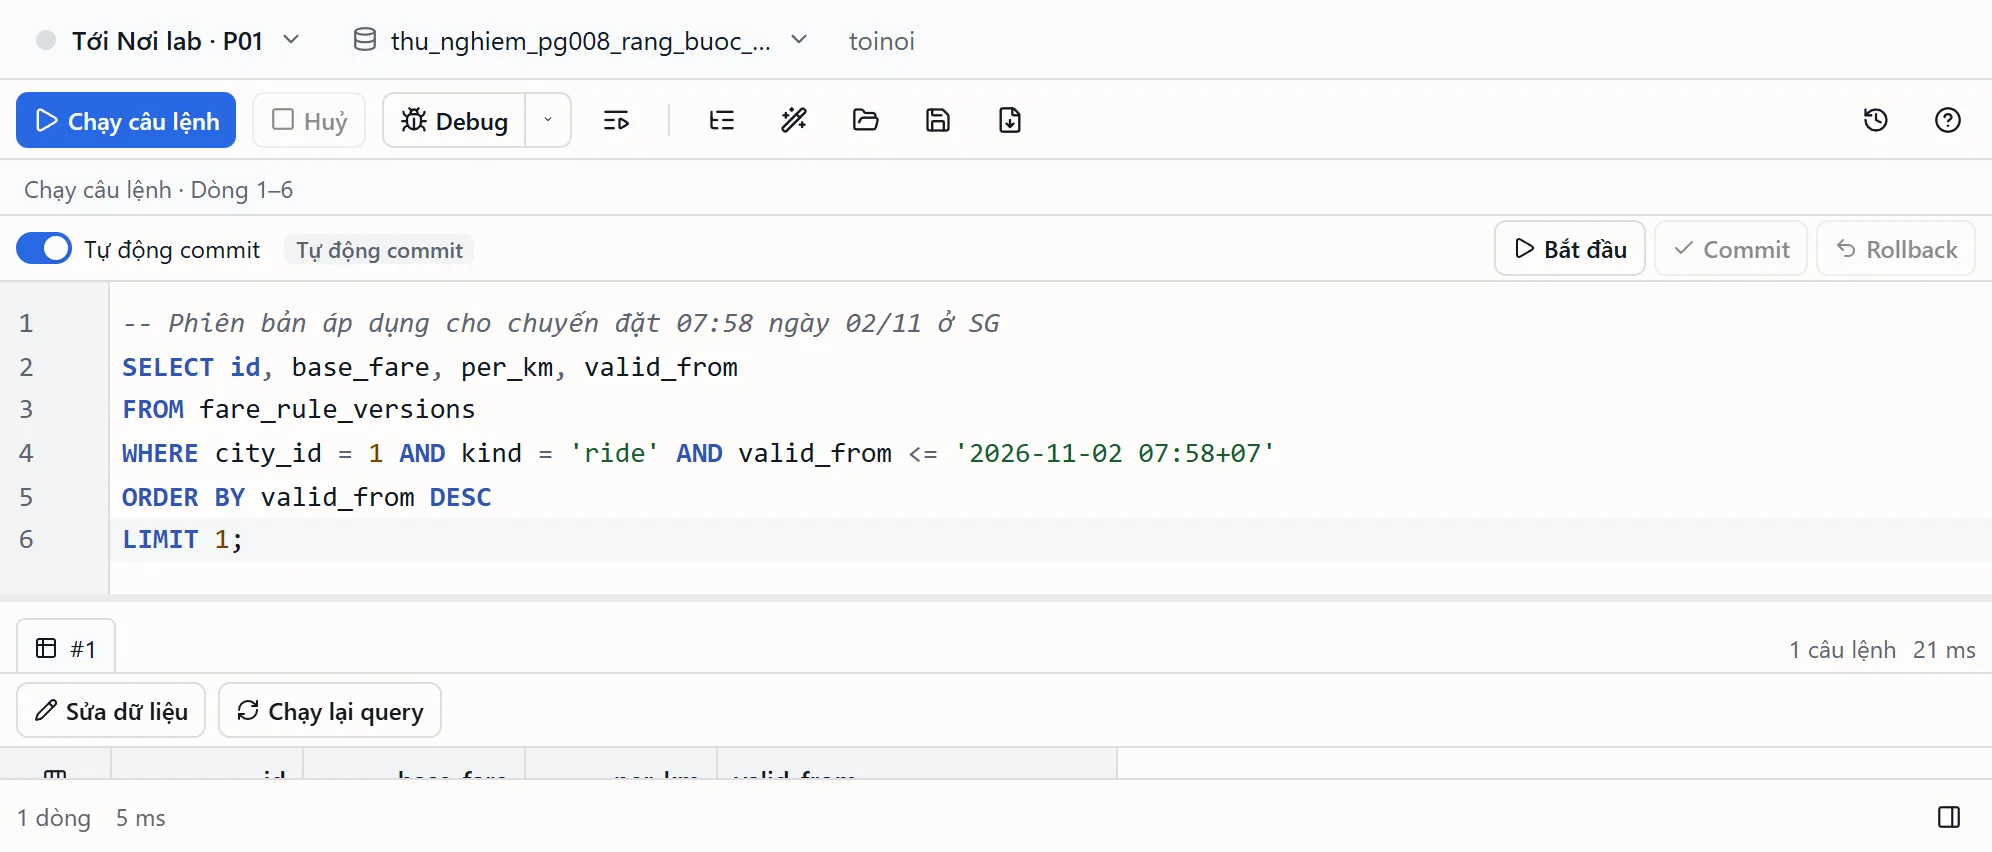 Tới Nơi lab · P01 thu_nghiem_pg008_rang_buoc_... toinoi
Chạy câu lệnh Huỷ Debug
Chạy câu lệnh · Dòng 1–6
Tự động commit Tự động commit Bắt đầu Commit Rollback
1 -- Phiên bản áp dụng cho chuyến đặt 07:58 ngày 02/11 ở SG
2 SELECT id, base_fare, per_km, valid_from
3 FROM fare_rule_versions
4 WHERE city_id = 1 AND kind = 'ride' AND valid_from <= '2026-11-02 07:58+07'
5 ORDER BY valid_from DESC
6 LIMIT 1;
#1 1 câu lệnh 21 ms
Sửa dữ liệu Chạy lại query
id base_fare per_km valid_from
1 dòng 5 ms